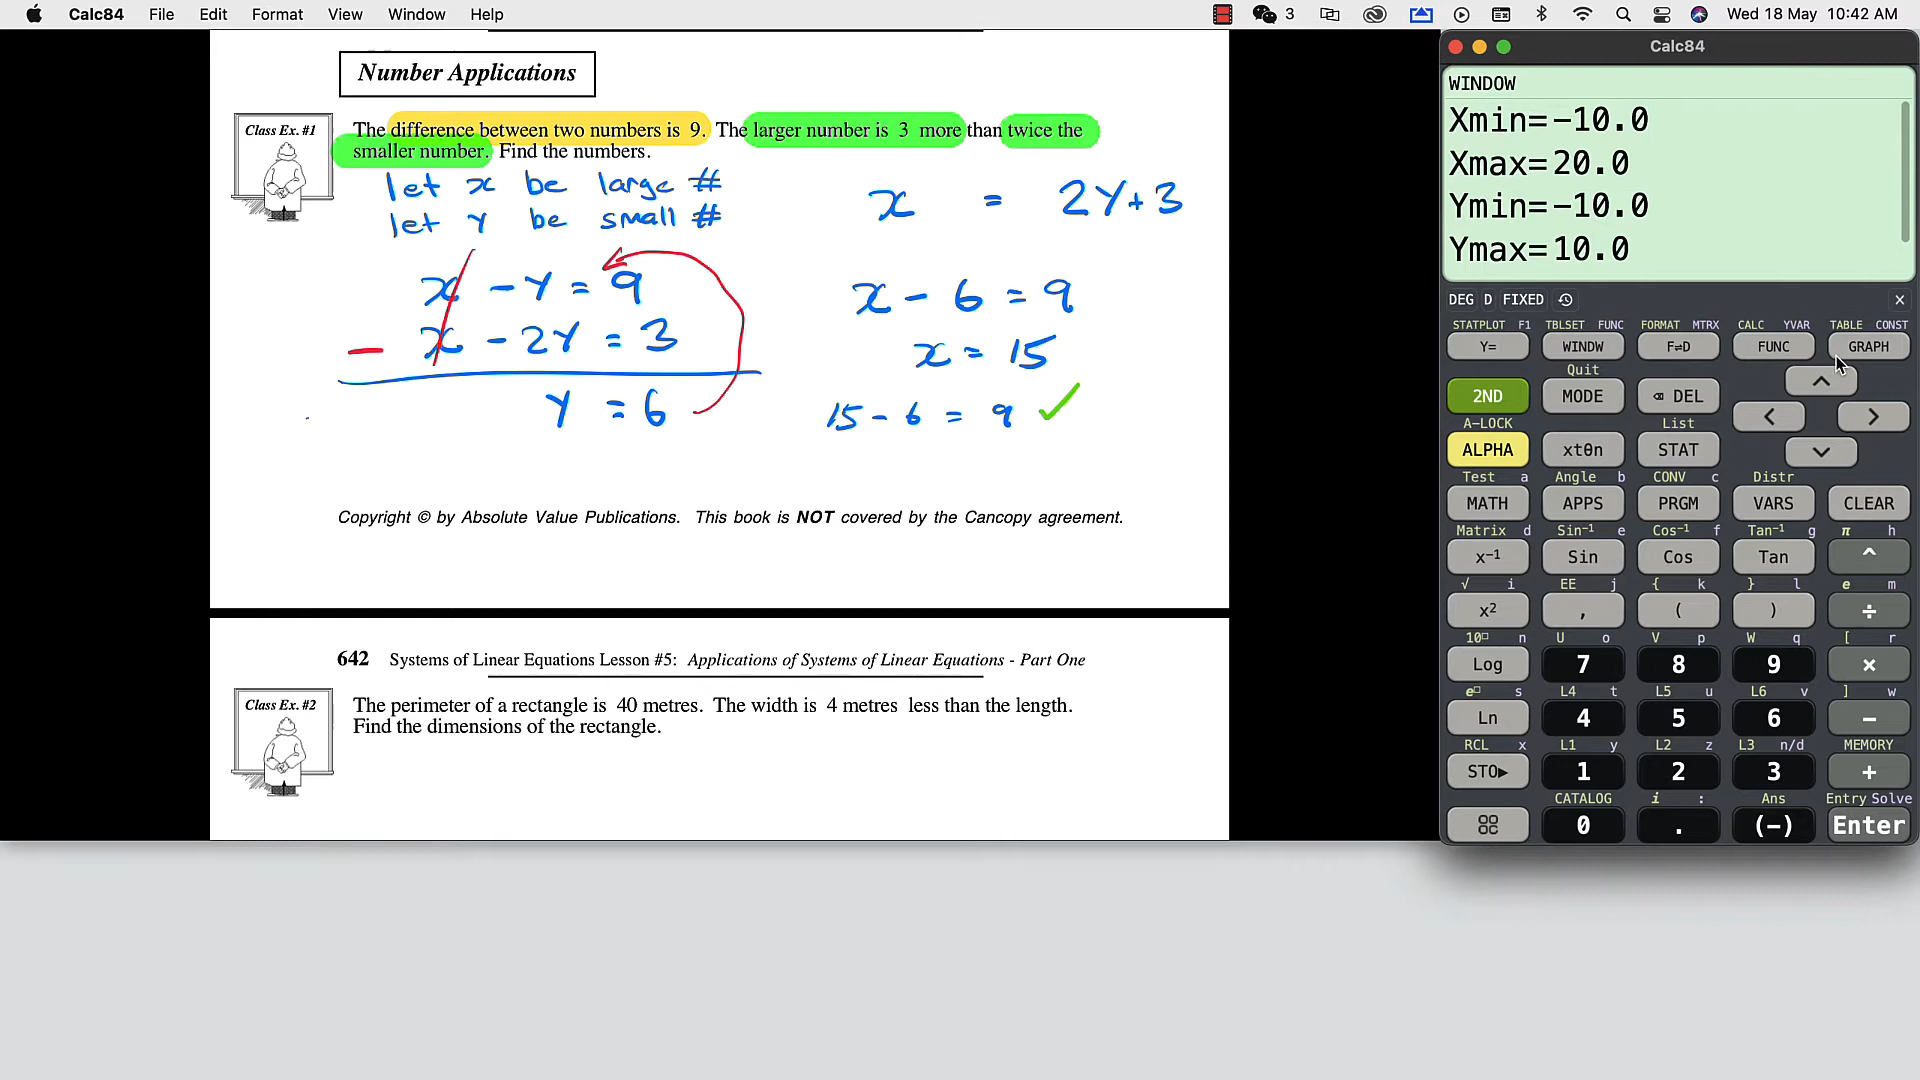 Calc84 File Edit Format View Window Help 3 Wed 18 May 10:42 AM
Number Applications
Class Ex. #1
The difference between two numbers is 9. The larger number is 3 more than twice the
smaller number. Find the numbers.
let x be large #
let Y be small #
x = 2Y+3
x - Y = 9
x - 2Y = 3
Y = 6
x - 6 = 9
x = 15
15 - 6 = 9 ✓
Copyright © by Absolute Value Publications. This book is NOT covered by the Cancopy agreement.
642 Systems of Linear Equations Lesson #5: Applications of Systems of Linear Equations - Part One
Class Ex. #2
The perimeter of a rectangle is 40 metres. The width is 4 metres less than the length.
Find the dimensions of the rectangle.
Calc84
WINDOW
Xmin=-10.0
Xmax=20.0
Ymin=-10.0
Ymax=10.0
DEG D FIXED
STATPLOT F1 TBLSET FUNC FORMAT MTRX CALC YVAR TABLE CONST
Y= WINDW F⇌D FUNC GRAPH
Quit
2ND MODE DEL
A-LOCK List
ALPHA xtθn STAT
Test a Angle b CONV c Distr
MATH APPS PRGM VARS CLEAR
Matrix d Sin⁻¹ e Cos⁻¹ f Tan⁻¹ g π h
x⁻¹ Sin Cos Tan ^
√ i EE j { k } l e m
x² , ( ) ÷
10□ n U o V p W q [ r
Log 7 8 9 ×
e□ s L4 t L5 u L6 v ] w
Ln 4 5 6 −
RCL x L1 y L2 z L3 n/d MEMORY
STO▸ 1 2 3 +
CATALOG i : Ans Entry Solve
0 . (−) Enter